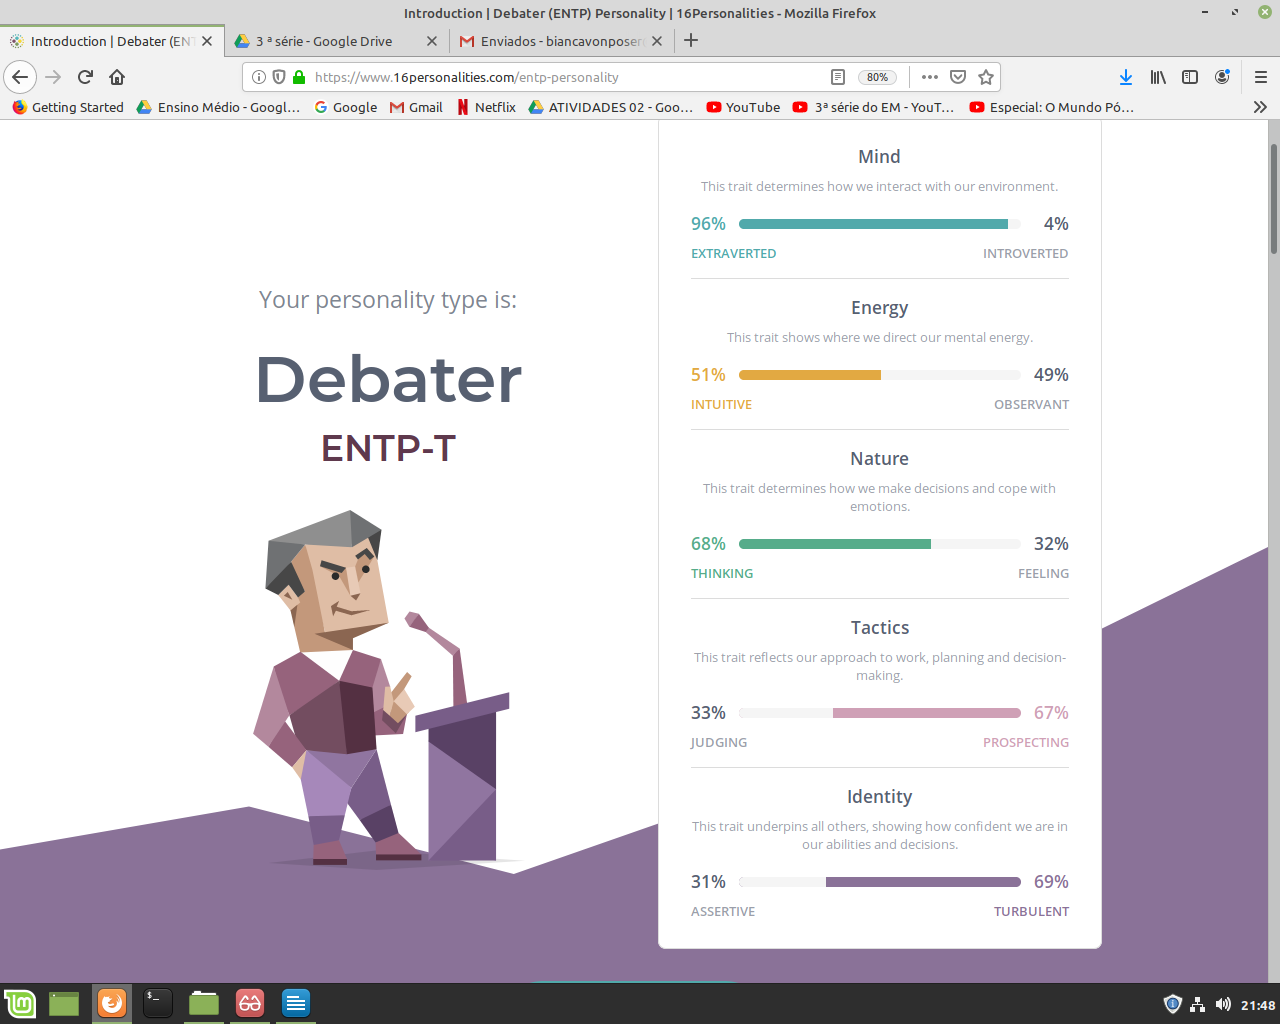 Introduction | Debater (ENTP) Personality | 16Personalities - Mozilla Firefox
Introduction | Debater (EN
3 ª série - Google Drive
Enviados - biancavonposer
https://www.16personalities.com/entp-personality
80%
Getting Started
Ensino Médio - Googl…
Google
Gmail
Netflix
ATIVIDADES 02 - Goo…
YouTube
3ª série do EM - YouT…
Especial: O Mundo Pó…
Your personality type is:
Debater
ENTP-T
Mind
This trait determines how we interact with our environment.
96% 4%
EXTRAVERTED INTROVERTED
Energy
This trait shows where we direct our mental energy.
51% 49%
INTUITIVE OBSERVANT
Nature
This trait determines how we make decisions and cope with
emotions.
68% 32%
THINKING FEELING
Tactics
This trait reflects our approach to work, planning and decision-
making.
33% 67%
JUDGING PROSPECTING
Identity
This trait underpins all others, showing how confident we are in
our abilities and decisions.
31% 69%
ASSERTIVE TURBULENT
21:48